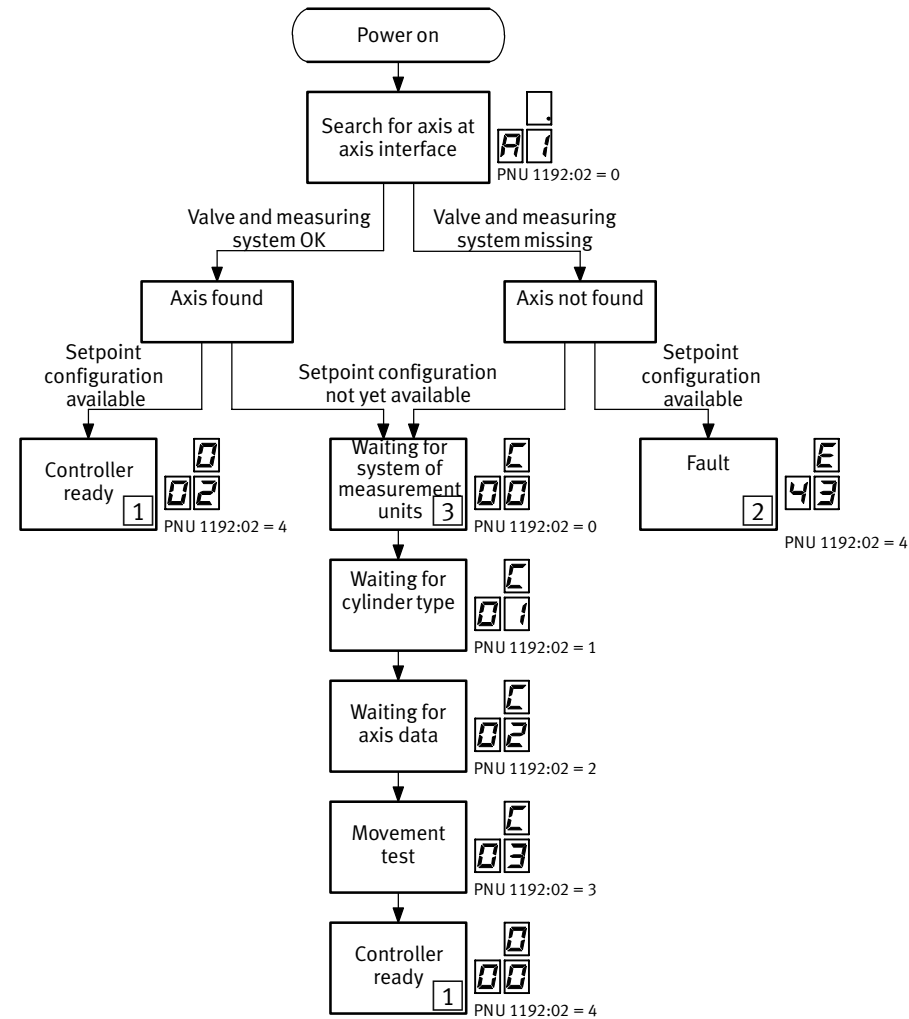 Power on
Search for axis at
axis interface
.
A1
PNU 1192:02 = 0
Valve and measuring
system OK
Valve and measuring
system missing
Axis found
Axis not found
Setpoint
configuration
available
Setpoint configuration
not yet available
Setpoint
configuration
available
Controller
ready
1
0
02
PNU 1192:02 = 4
Waiting for
system of
measurement
units
3
C
00
PNU 1192:02 = 0
Fault
2
E
43
PNU 1192:02 = 4
Waiting for
cylinder type
C
01
PNU 1192:02 = 1
Waiting for
axis data
C
02
PNU 1192:02 = 2
Movement
test
C
03
PNU 1192:02 = 3
Controller
ready
1
0
00
PNU 1192:02 = 4